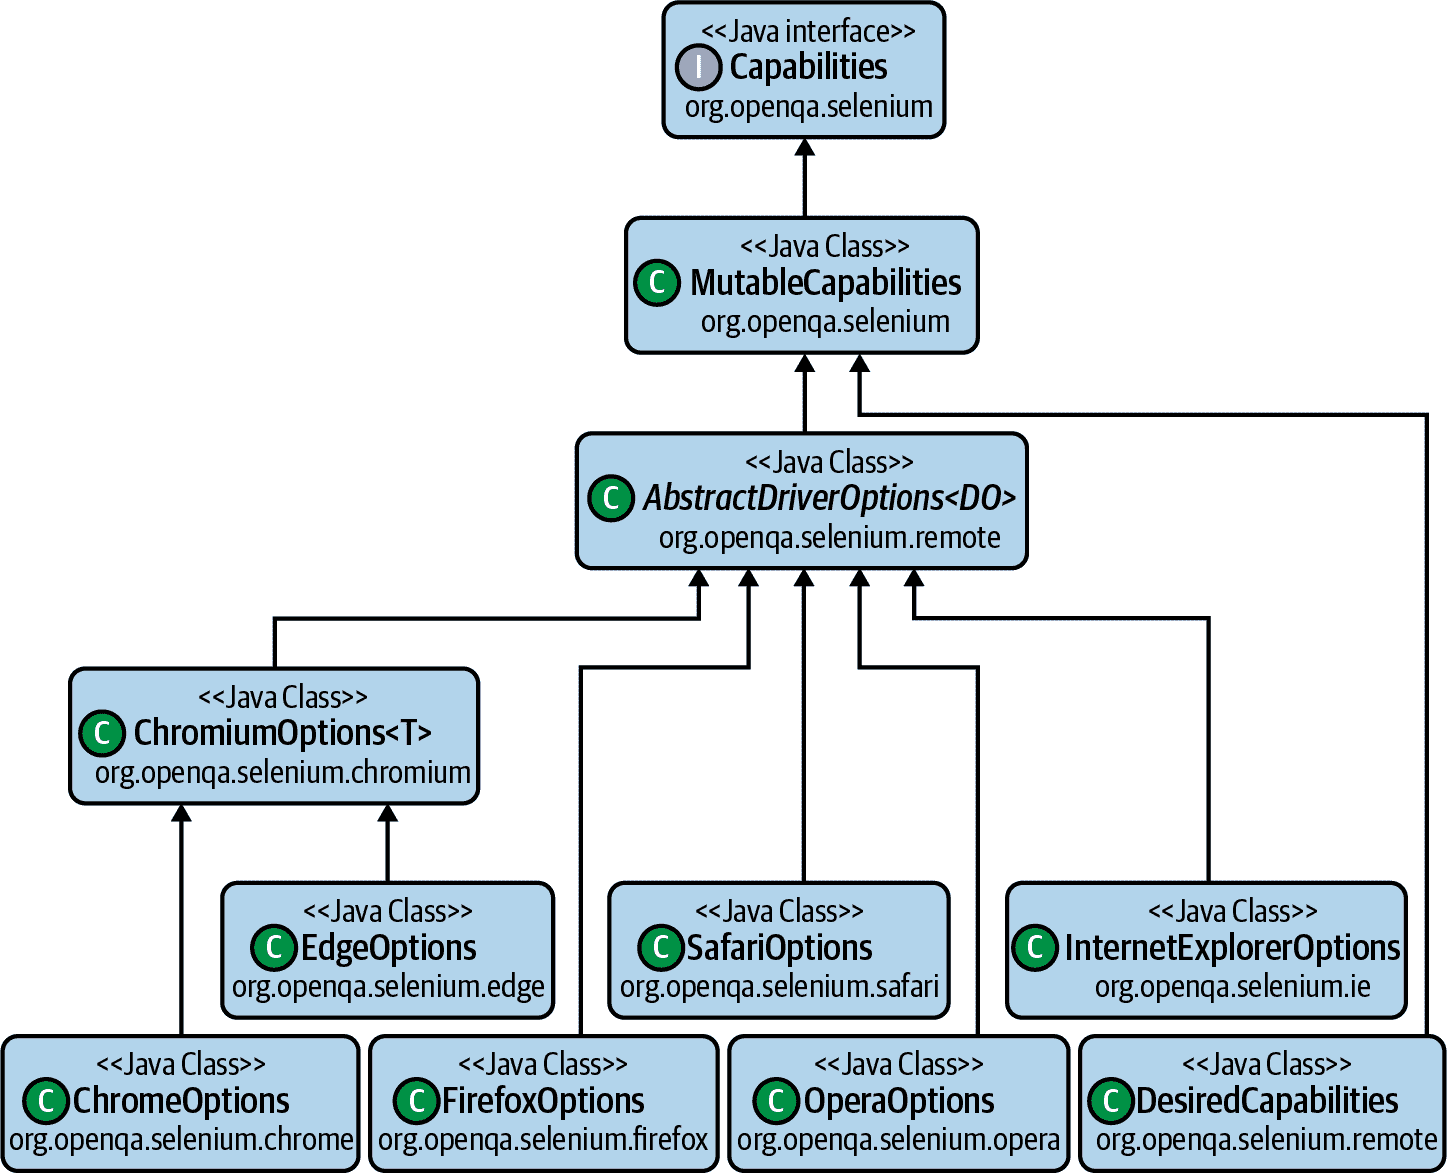 <<Java interface>>
I Capabilities
org.openqa.selenium
<<Java Class>>
C MutableCapabilities
org.openqa.selenium
<<Java Class>>
C AbstractDriverOptions<DO>
org.openqa.selenium.remote
<<Java Class>>
C ChromiumOptions<T>
org.openqa.selenium.chromium
<<Java Class>>
C EdgeOptions
org.openqa.selenium.edge
<<Java Class>>
C SafariOptions
org.openqa.selenium.safari
<<Java Class>>
C InternetExplorerOptions
org.openqa.selenium.ie
<<Java Class>>
C ChromeOptions
org.openqa.selenium.chrome
<<Java Class>>
C FirefoxOptions
org.openqa.selenium.firefox
<<Java Class>>
C OperaOptions
org.openqa.selenium.opera
<<Java Class>>
C DesiredCapabilities
org.openqa.selenium.remote